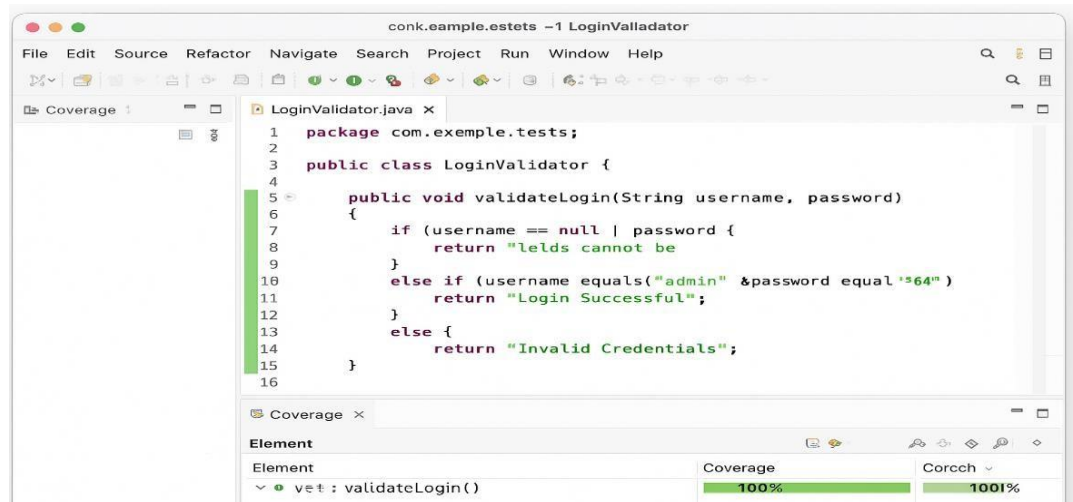 conk.eample.estets –1 LoginValladator
File Edit Source Refactor Navigate Search Project Run Window Help
Coverage
LoginValidator.java ×
1 package com.exemple.tests;
2
3 public class LoginValidator {
4
5 public void validateLogin(String username, password)
6 {
7 if (username == null | password {
8 return "lelds cannot be
9 }
10 else if (username equals("admin" &password equal "564")
11 return "Login Successful";
12 }
13 else {
14 return "Invalid Credentials";
15 }
16
Coverage ×
Element
Element Coverage Corcch
validateLogin() 100%